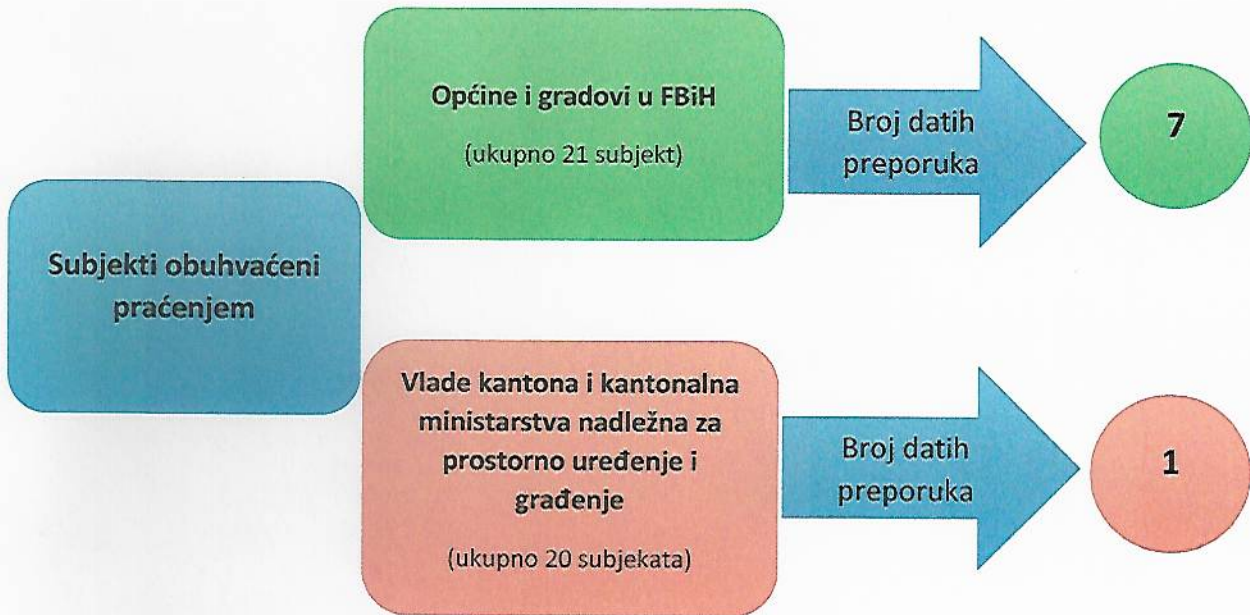 Subjekti obuhvaćeni
praćenjem
Općine i gradovi u FBiH
(ukupno 21 subjekt)
Broj datih
preporuka
7
Vlade kantona i kantonalna
ministarstva nadležna za
prostorno uređenje i
građenje
(ukupno 20 subjekata)
Broj datih
preporuka
1